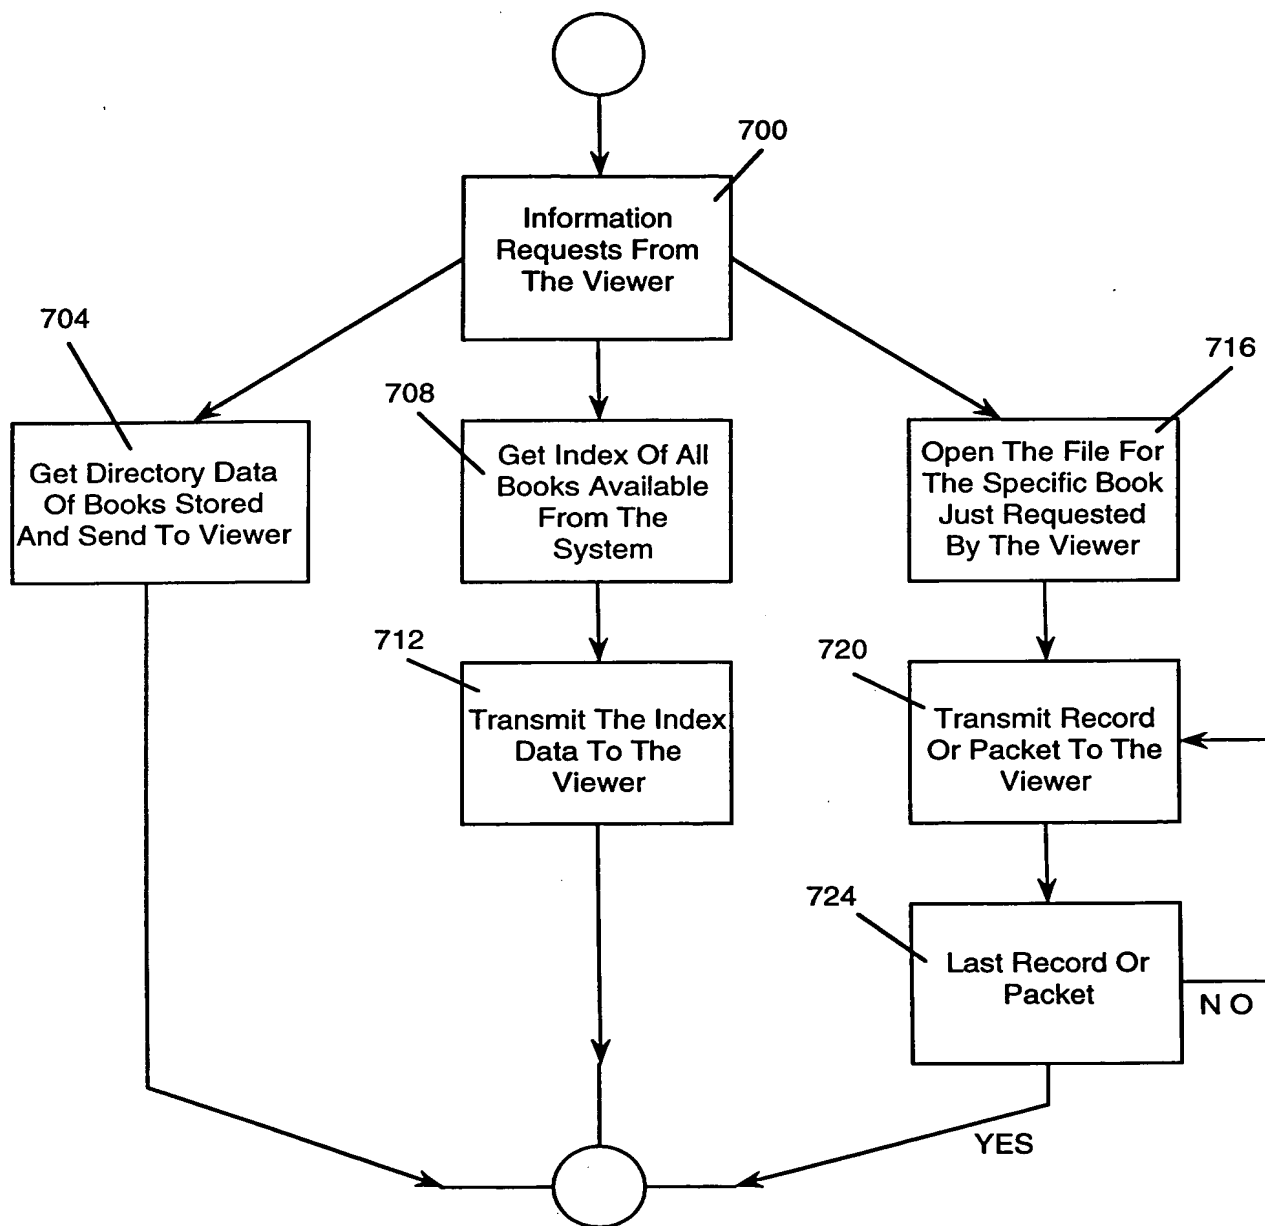 700
Information
Requests From
The Viewer
704
Get Directory Data
Of Books Stored
And Send To Viewer
708
Get Index Of All
Books Available
From The
System
716
Open The File For
The Specific Book
Just Requested
By The Viewer
712
Transmit The Index
Data To The
Viewer
720
Transmit Record
Or Packet To The
Viewer
724
Last Record Or
Packet
NO
YES